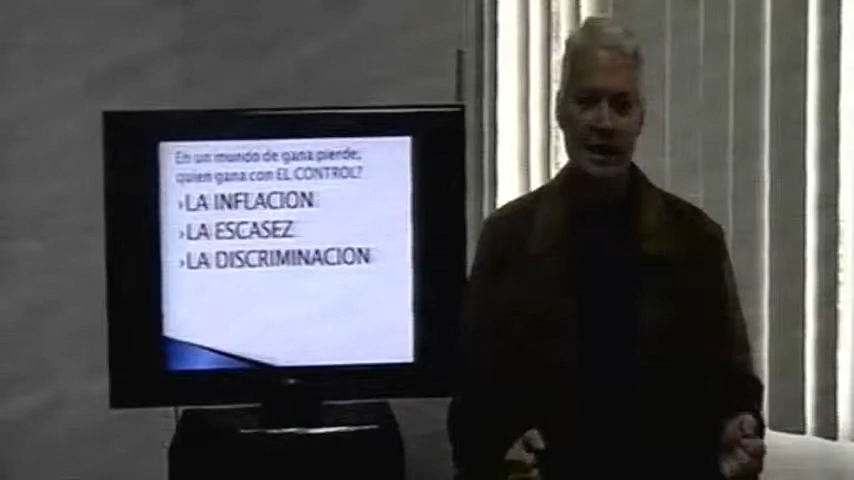 En un mundo de gana pierde,
quien gana con EL CONTROL?
›LA INFLACION
›LA ESCASEZ
›LA DISCRIMINACION